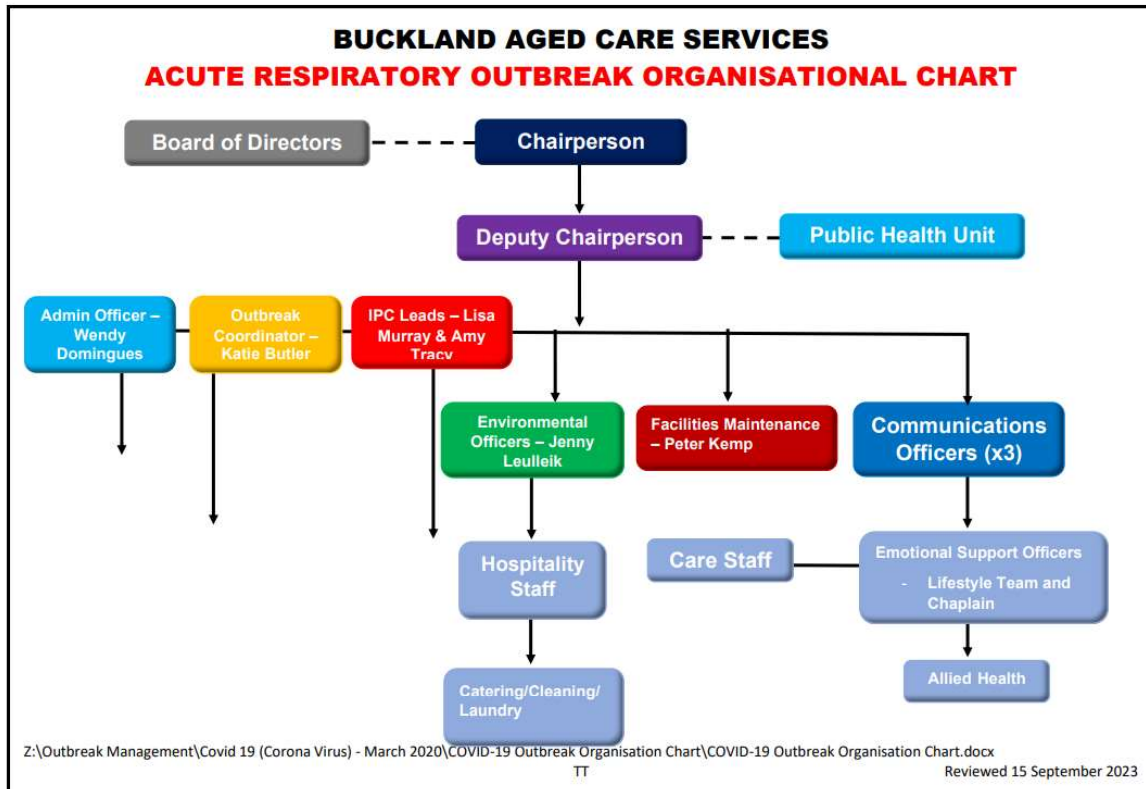 BUCKLAND AGED CARE SERVICES
ACUTE RESPIRATORY OUTBREAK ORGANISATIONAL CHART
Board of Directors
Chairperson
Deputy Chairperson
Public Health Unit
Admin Officer –
Wendy
Domingues
Outbreak
Coordinator –
Katie Butler
IPC Leads – Lisa
Murray & Amy
Tracy
Environmental
Officers – Jenny
Leulleik
Facilities Maintenance
– Peter Kemp
Communications
Officers (x3)
Hospitality
Staff
Care Staff
Emotional Support Officers
- Lifestyle Team and
Chaplain
Catering/Cleaning/
Laundry
Allied Health
Z:\Outbreak Management\Covid 19 (Corona Virus) - March 2020\COVID-19 Outbreak Organisation Chart\COVID-19 Outbreak Organisation Chart.docx
TT
Reviewed 15 September 2023